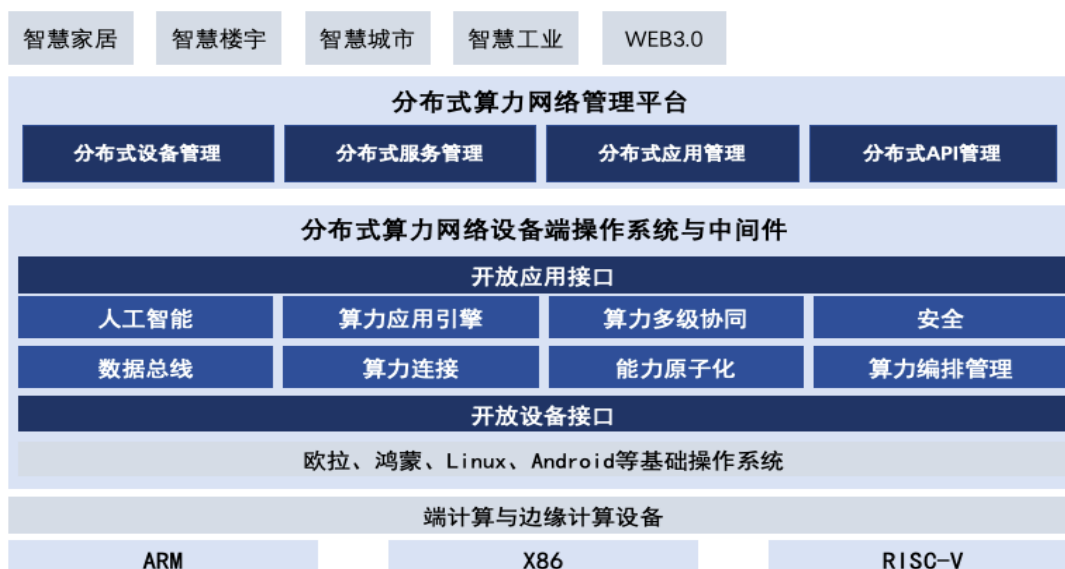 智慧家居 智慧楼宇 智慧城市 智慧工业 WEB3.0
分布式算力网络管理平台
分布式设备管理 分布式服务管理 分布式应用管理 分布式API管理
分布式算力网络设备端操作系统与中间件
开放应用接口
人工智能 算力应用引擎 算力多级协同 安全
数据总线 算力连接 能力原子化 算力编排管理
开放设备接口
欧拉、鸿蒙、Linux、Android等基础操作系统
端计算与边缘计算设备
ARM X86 RISC-V